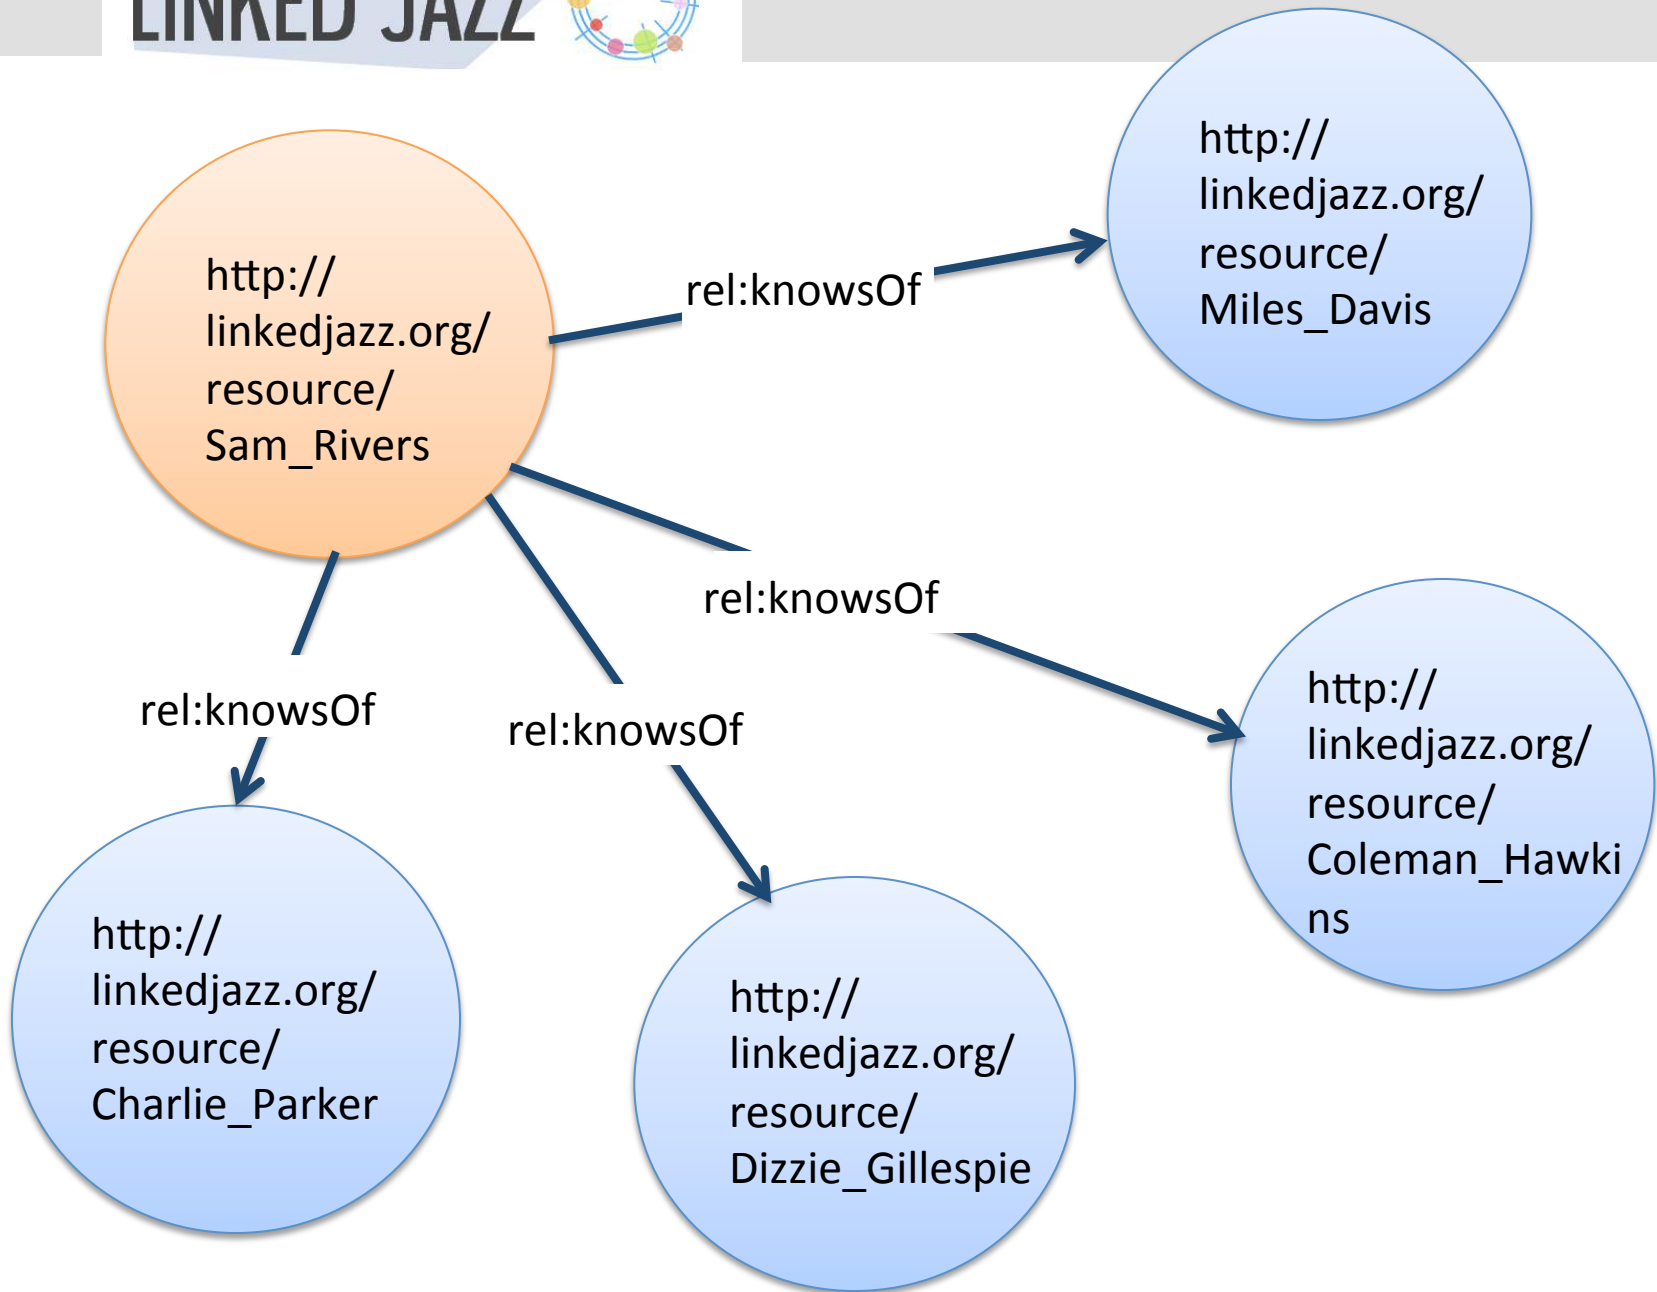 LINKED JAZZ
http://
linkedjazz.org/
resource/
Sam_Rivers
rel:knowsOf
http://
linkedjazz.org/
resource/
Miles_Davis
rel:knowsOf
http://
linkedjazz.org/
resource/
Coleman_Hawki
ns
rel:knowsOf
rel:knowsOf
http://
linkedjazz.org/
resource/
Charlie_Parker
http://
linkedjazz.org/
resource/
Dizzie_Gillespie